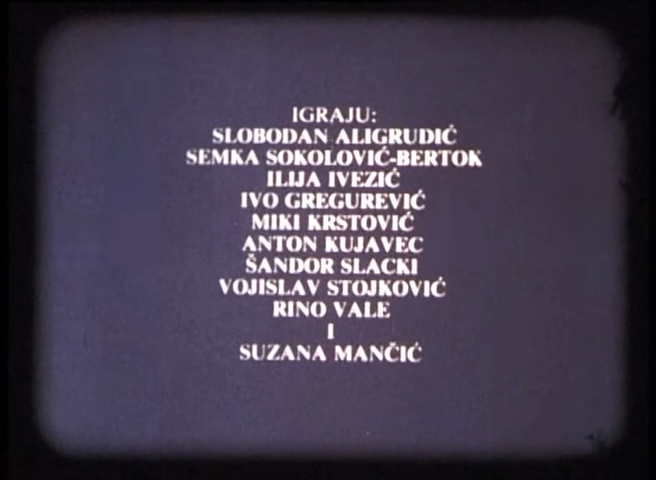 IGRAJU:
SLOBODAN ALIGRUDIĆ
SEMKA SOKOLOVIĆ-BERTOK
ILIJA IVEZIĆ
IVO GREGUREVIĆ
MIKI KRSTOVIĆ
ANTON KUJAVEC
ŠANDOR SLACKI
VOJISLAV STOJKOVIĆ
RINO VALE
I
SUZANA MANČIĆ